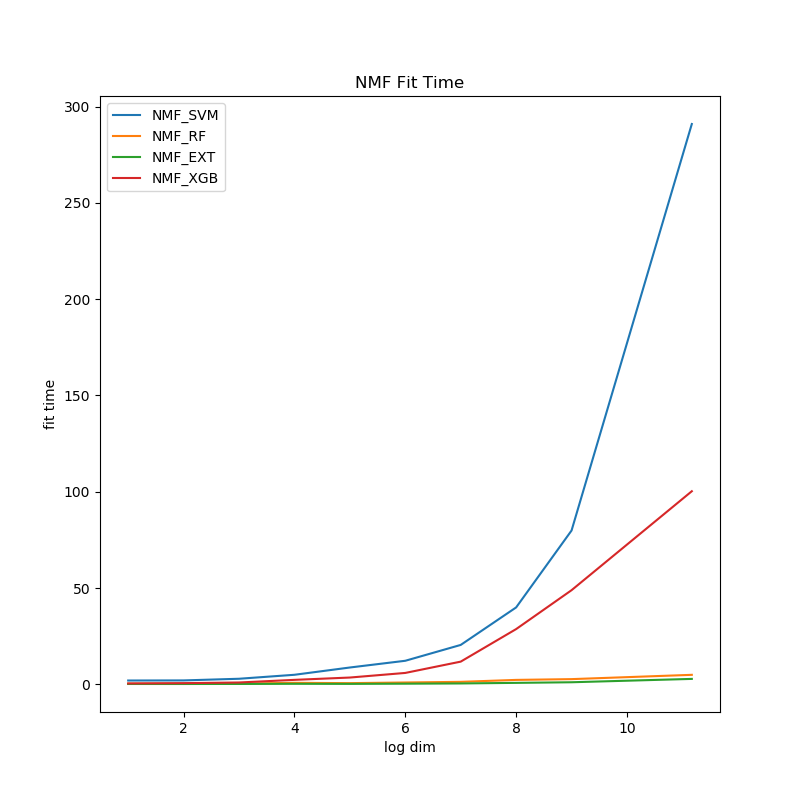 NMF Fit Time
NMF_SVM
NMF_RF
NMF_EXT
NMF_XGB
300
250
200
150
100
50
0
fit time
2 4 6 8 10
log dim